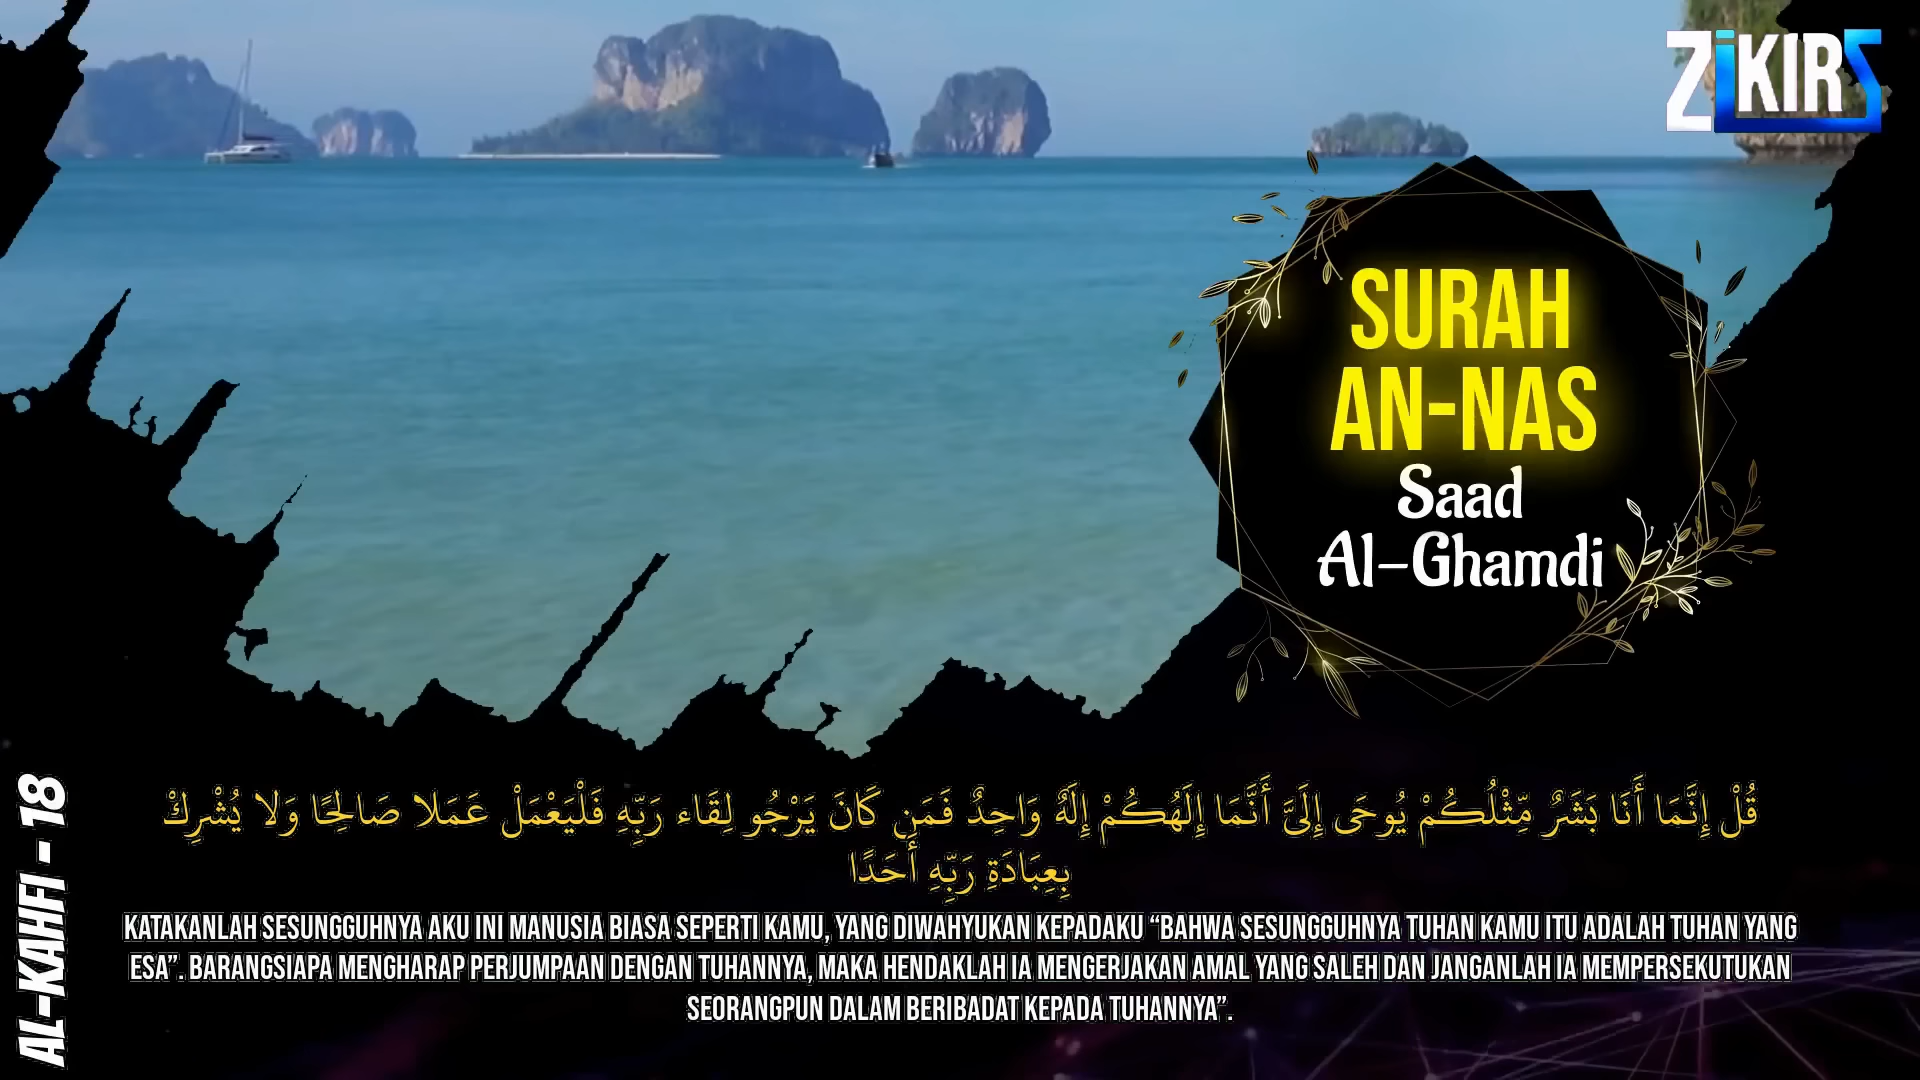 ZiKIRS
SURAH
AN-NAS
Saad
Al-Ghamdi
قُلْ إِنَّمَا أَنَا بَشَرٌ مِّثْلُكُمْ يُوحَى إِلَيَّ أَنَّمَا إِلَهُكُمْ إِلَهٌ وَاحِدٌ فَمَن كَانَ يَرْجُو لِقَاء رَبِّهِ فَلْيَعْمَلْ عَمَلا صَالِحًا وَلا يُشْرِكْ
بِعِبَادَةِ رَبِّهِ أَحَدًا
KATAKANLAH SESUNGGUHNYA AKU INI MANUSIA BIASA SEPERTI KAMU, YANG DIWAHYUKAN KEPADAKU “BAHWA SESUNGGUHNYA TUHAN KAMU ITU ADALAH TUHAN YANG
ESA”. BARANGSIAPA MENGHARAP PERJUMPAAN DENGAN TUHANNYA, MAKA HENDAKLAH IA MENGERJAKAN AMAL YANG SALEH DAN JANGANLAH IA MEMPERSEKUTUKAN
SEORANGPUN DALAM BERIBADAT KEPADA TUHANNYA”.
AL-KAHFI - 18